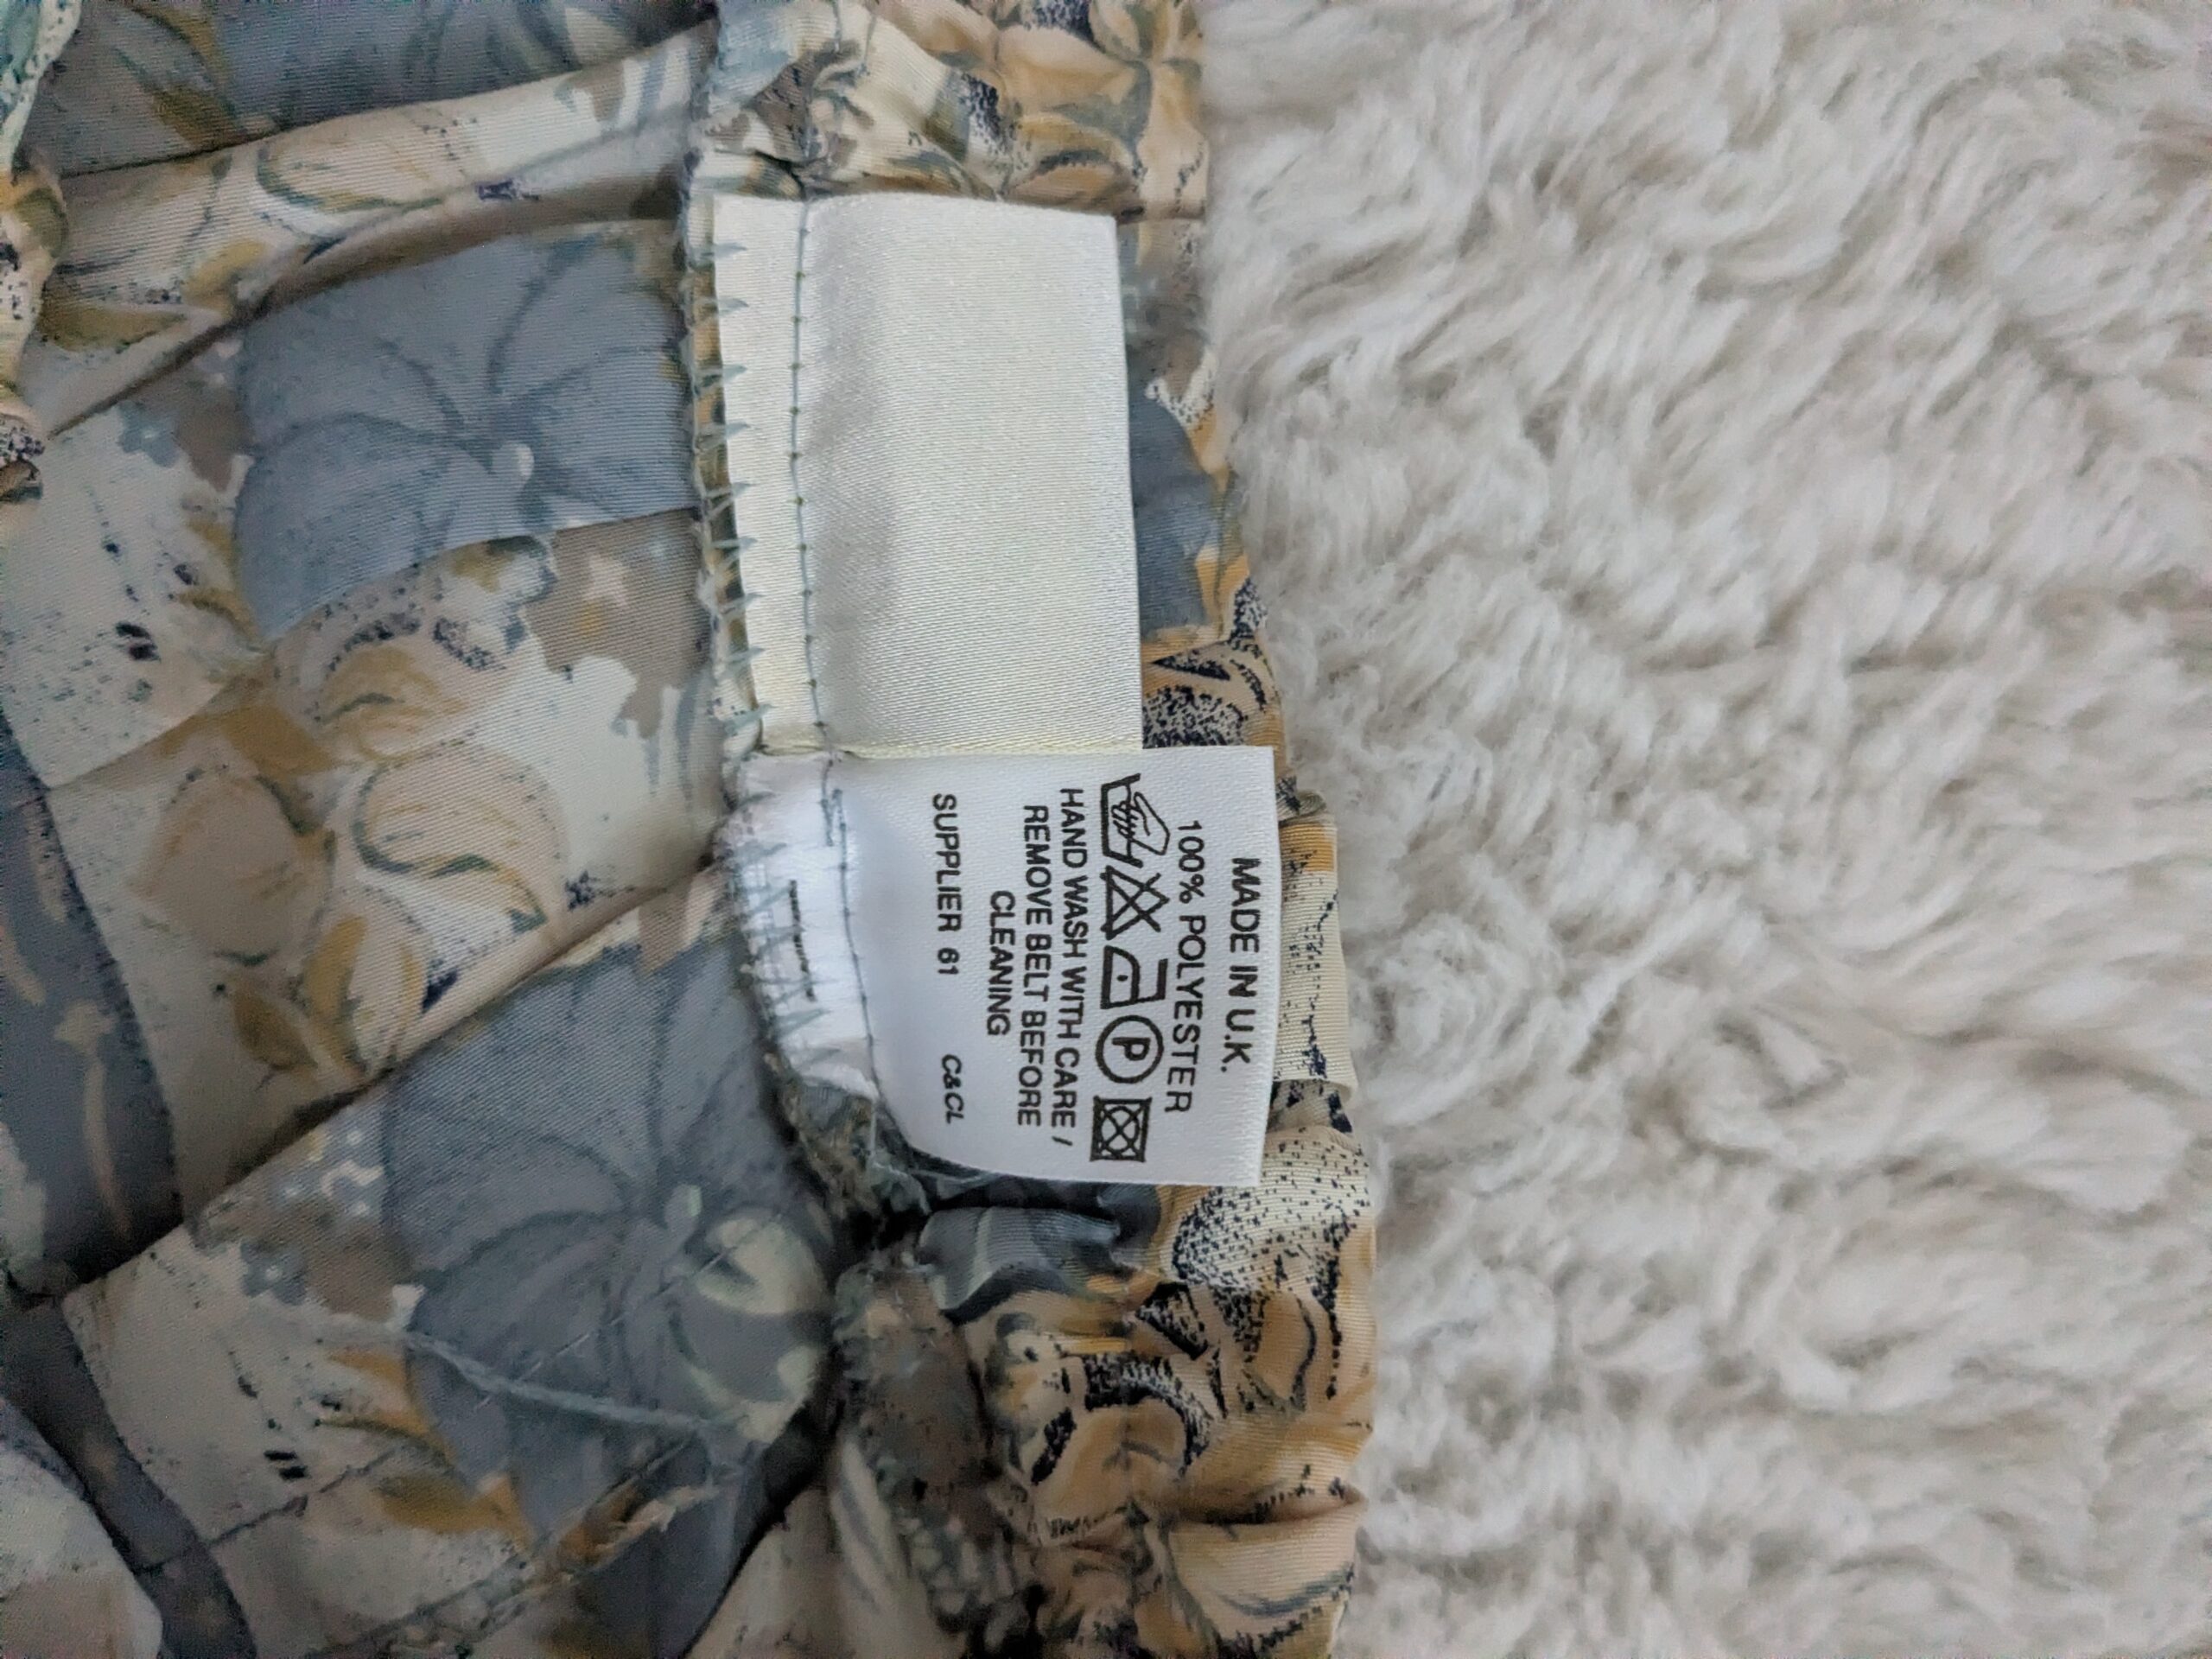 MADE IN U.K.
100% POLYESTER
P
HAND WASH WITH CARE /
REMOVE BELT BEFORE
CLEANING
SUPPLIER 61 C&CL